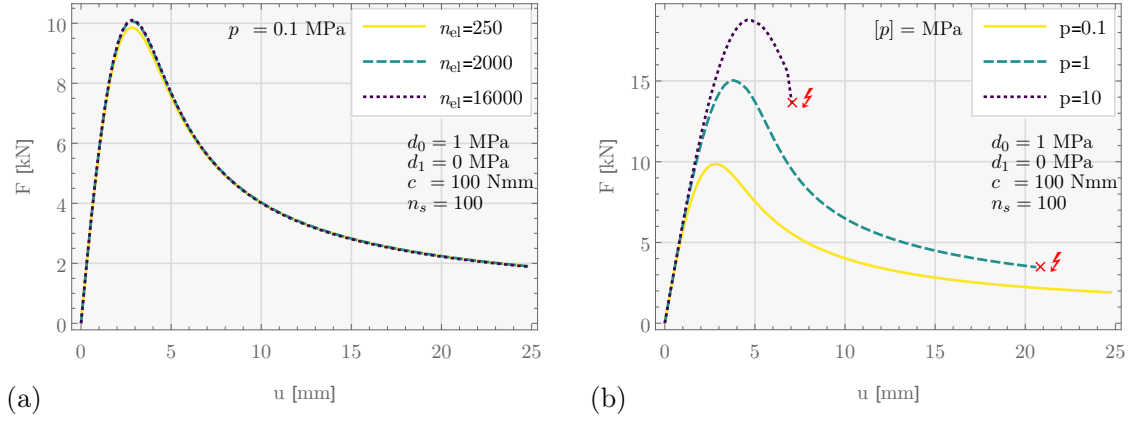 p = 0.1 MPa
n_el=250
n_el=2000
n_el=16000
d_0 = 1 MPa
d_1 = 0 MPa
c = 100 Nmm
n_s = 100
F [kN]
10
8
6
4
2
0
0
5
10
15
20
25
u [mm]
(a)
[p] = MPa
p=0.1
p=1
p=10
d_0 = 1 MPa
d_1 = 0 MPa
c = 100 Nmm
n_s = 100
F [kN]
15
10
5
0
0
5
10
15
20
25
u [mm]
(b)